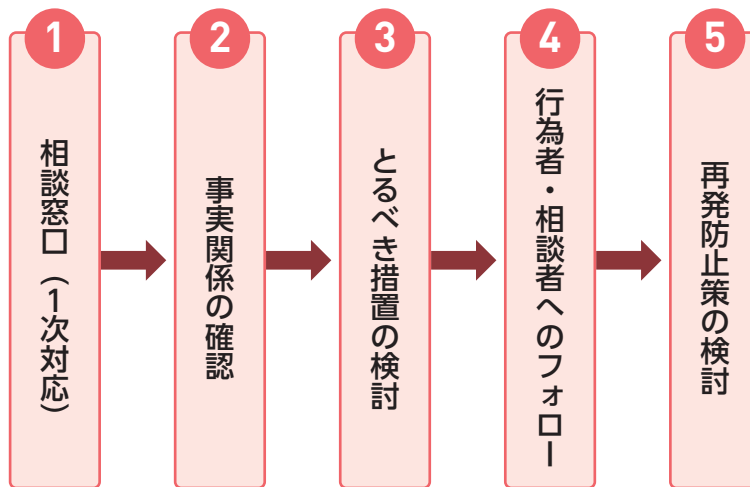 1
相談窓口（1次対応）
2
事実関係の確認
3
とるべき措置の検討
4
行為者・相談者へのフォロー
5
再発防止策の検討